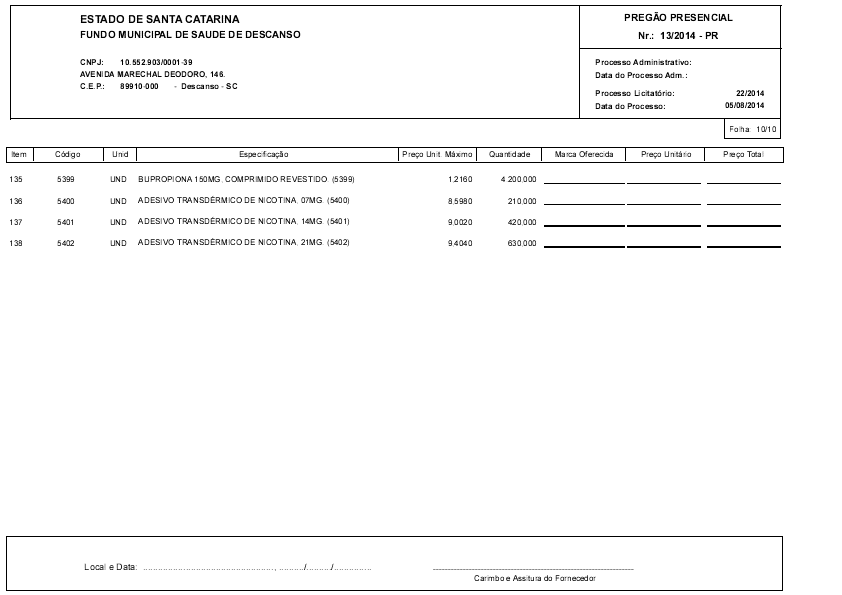 ESTADO DE SANTA CATARINA
FUNDO MUNICIPAL DE SAUDE DE DESCANSO
CNPJ: 10.552.903/0001-39
AVENIDA MARECHAL DEODORO, 146.
C.E.P.: 89910-000 - Descanso - SC
PREGÃO PRESENCIAL
Nr.: 13/2014 - PR
Processo Administrativo:
Data do Processo Adm.:
Processo Licitatório: 22/2014
Data do Processo: 05/08/2014
Folha: 10/10
Item Código Unid Especificação Preço Unit. Máximo Quantidade Marca Oferecida Preço Unitário Preço Total
135 5399 UND BUPROPIONA 150MG, COMPRIMIDO REVESTIDO. (5399) 1,2160 4.200,000
136 5400 UND ADESIVO TRANSDÉRMICO DE NICOTINA, 07MG. (5400) 8,5980 210,000
137 5401 UND ADESIVO TRANSDÉRMICO DE NICOTINA, 14MG. (5401) 9,0020 420,000
138 5402 UND ADESIVO TRANSDÉRMICO DE NICOTINA, 21MG. (5402) 9,4040 630,000
Local e Data: ......................................................, ........../........../...............
Carimbo e Assitura do Fornecedor